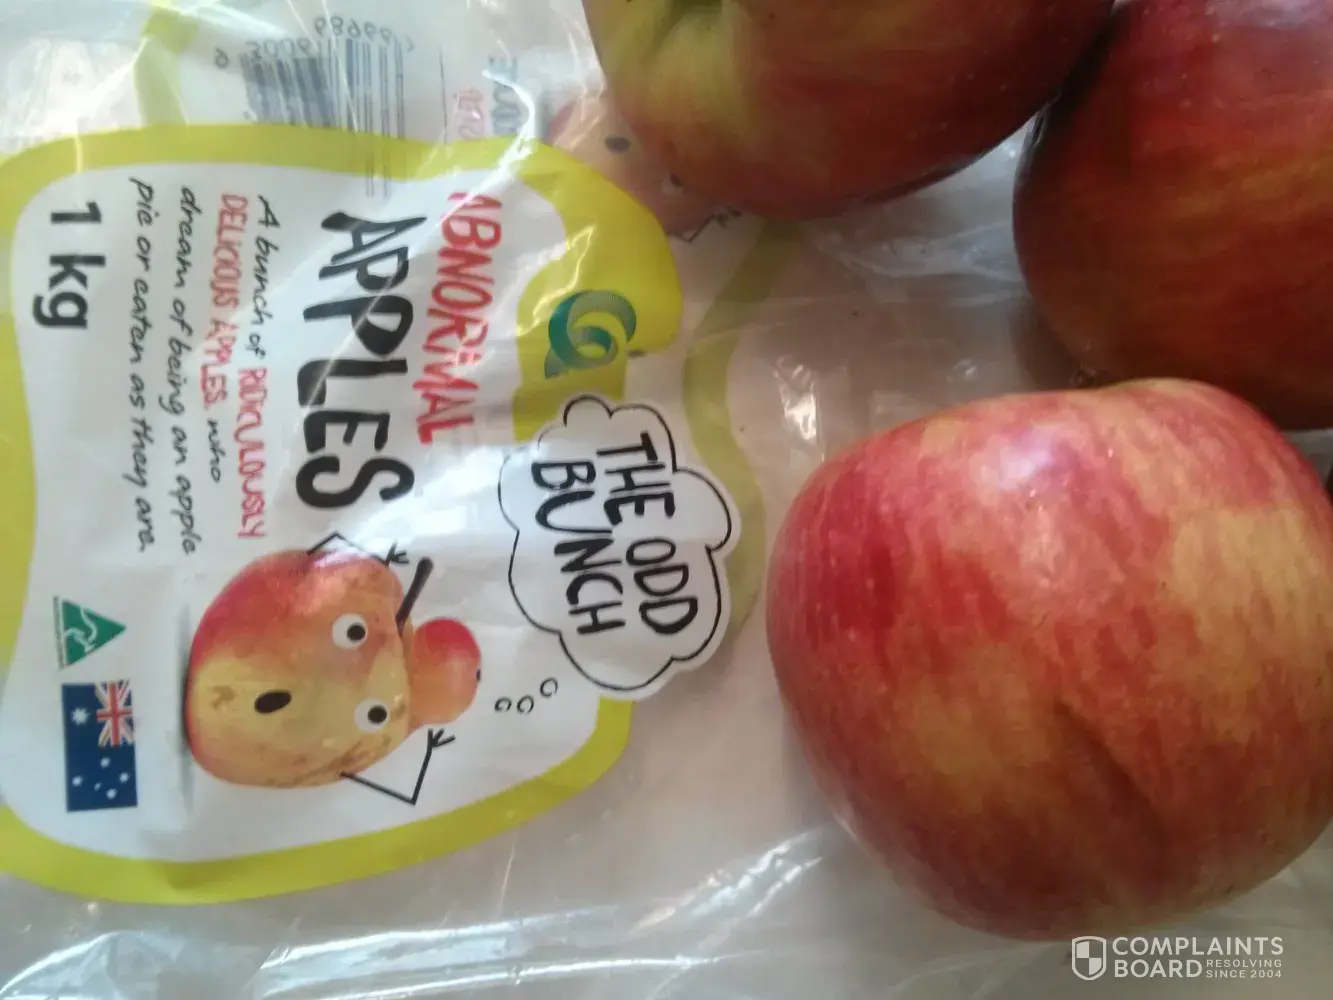 THE ODD
BUNCH
ABNORMAL
APPLES
A bunch of RIDICULOUSLY
DELICIOUS APPLES who
dream of being an apple
pie or eaten as they are
1 kg
COMPLAINTS
BOARD RESOLVING
SINCE 2004